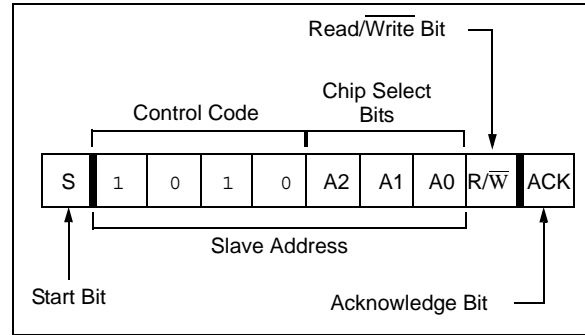 Read/Write Bit
Control Code
Chip Select
Bits
S 1 0 1 0 A2 A1 A0 R/W ACK
Slave Address
Start Bit
Acknowledge Bit